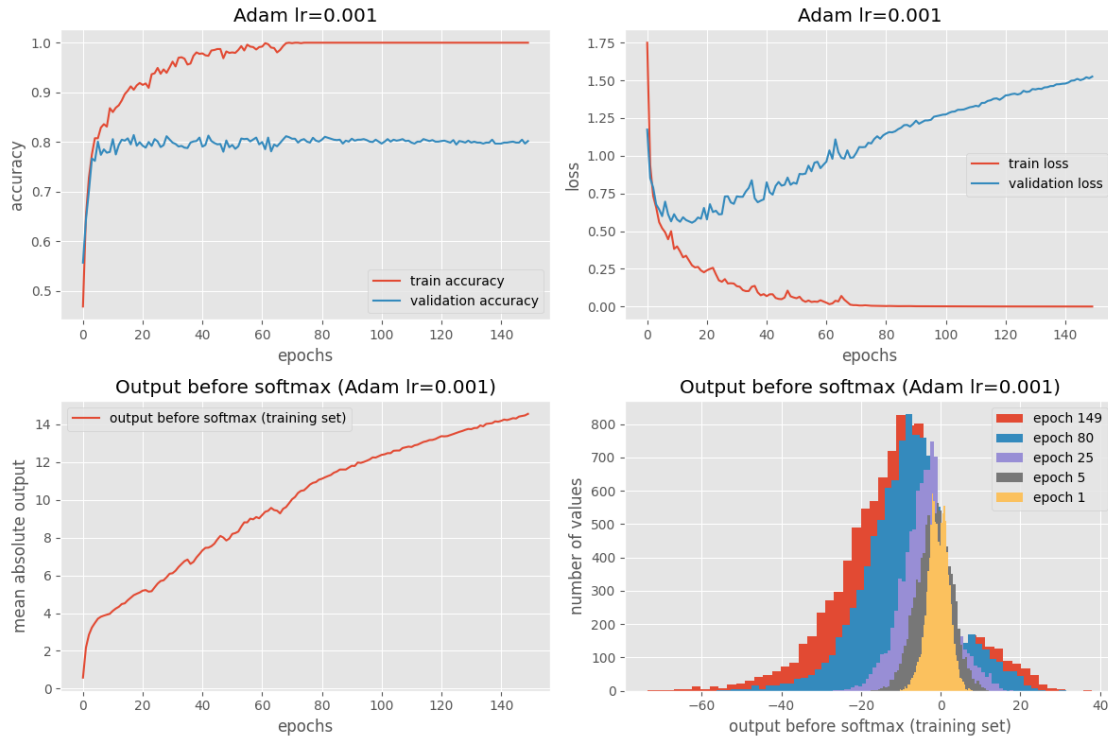 Adam lr=0.001
1.0
0.9
0.8
0.7
0.6
0.5
accuracy
train accuracy
validation accuracy
0 20 40 60 80 100 120 140
epochs
Adam lr=0.001
1.75
1.50
1.25
1.00
0.75
0.50
0.25
0.00
loss
train loss
validation loss
0 20 40 60 80 100 120 140
epochs
Output before softmax (Adam lr=0.001)
output before softmax (training set)
14
12
10
8
6
4
2
0
mean absolute output
0 20 40 60 80 100 120 140
epochs
Output before softmax (Adam lr=0.001)
800
700
600
500
400
300
200
100
0
number of values
epoch 149
epoch 80
epoch 25
epoch 5
epoch 1
−60 −40 −20 0 20 40
output before softmax (training set)